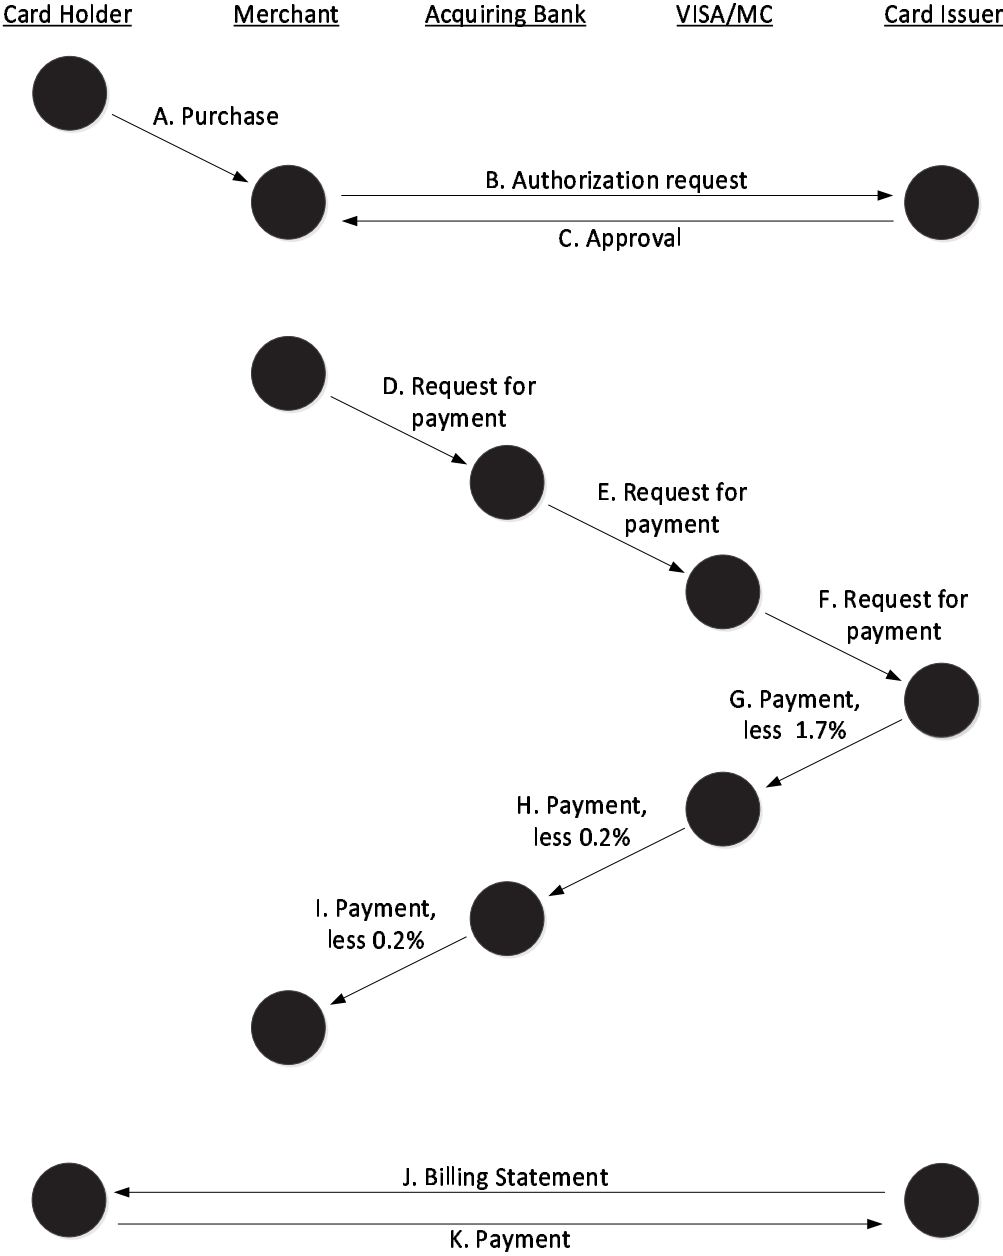 Card Holder
Merchant
Acquiring Bank
VISA/MC
Card Issuer
A. Purchase
B. Authorization request
C. Approval
D. Request for
payment
E. Request for
payment
F. Request for
payment
G. Payment,
less 1.7%
H. Payment,
less 0.2%
I. Payment,
less 0.2%
J. Billing Statement
K. Payment